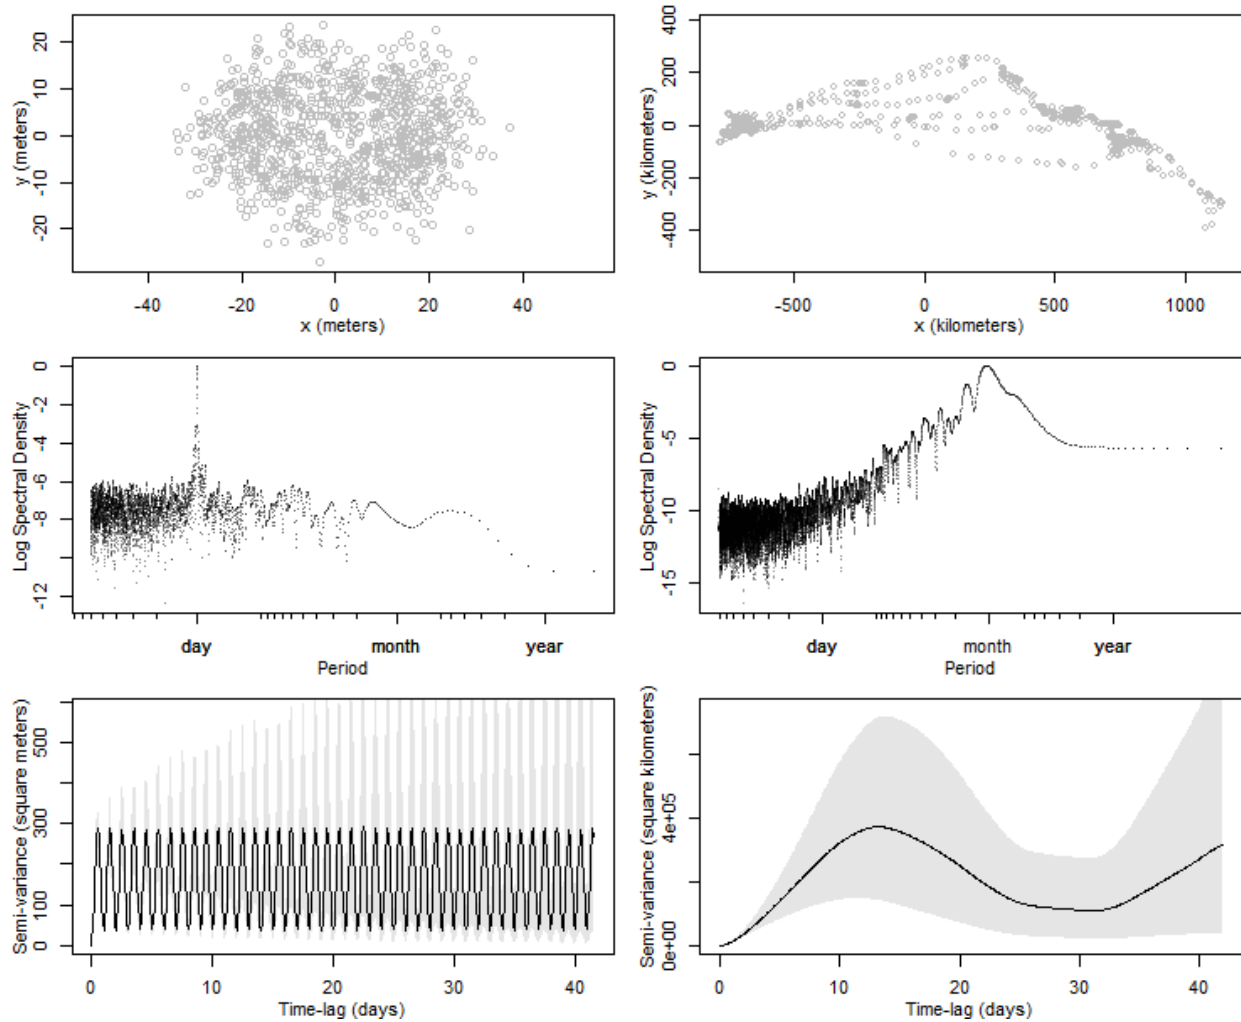 20
10
0
-10
-20
y (meters)
-40 -20 0 20 40
x (meters)
400
200
0
-200
-400
y (kilometers)
-500 0 500 1000
x (kilometers)
0
-2
-4
-6
-8
-12
Log Spectral Density
day month year
Period
0
-5
-10
-15
Log Spectral Density
day month year
Period
500
300
100
0
Semi-variance (square meters)
0 10 20 30 40
Time-lag (days)
4e+05
0e+00
Semi-variance (square kilometers)
0 10 20 30 40
Time-lag (days)